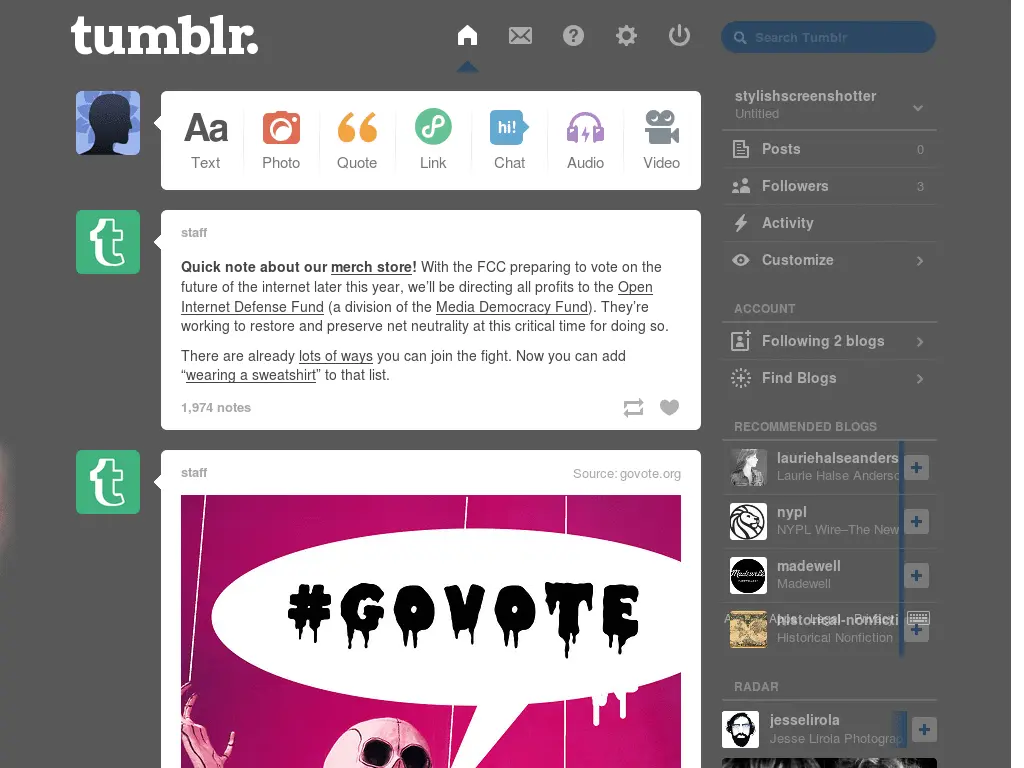 tumblr.
Search Tumblr
Aa
hi!
Text
Photo
Quote
Link
Chat
Audio
Video
staff
Quick note about our merch store! With the FCC preparing to vote on the
future of the internet later this year, we’ll be directing all profits to the Open
Internet Defense Fund (a division of the Media Democracy Fund). They’re
working to restore and preserve net neutrality at this critical time for doing so.
There are already lots of ways you can join the fight. Now you can add
“wearing a sweatshirt” to that list.
1,974 notes
staff
Source: govote.org
#GOVOTE
stylishscreenshotter
Untitled
Posts 0
Followers 3
Activity
Customize
ACCOUNT
Following 2 blogs
Find Blogs
RECOMMENDED BLOGS
lauriehalseanders
Laurie Halse Anderso
nypl
NYPL Wire–The New
Madewell
madewell
Madewell
historical-nonficti
Legal Privacy
Historical Nonfiction
RADAR
jesselirola
Jesse Lirola Photograp